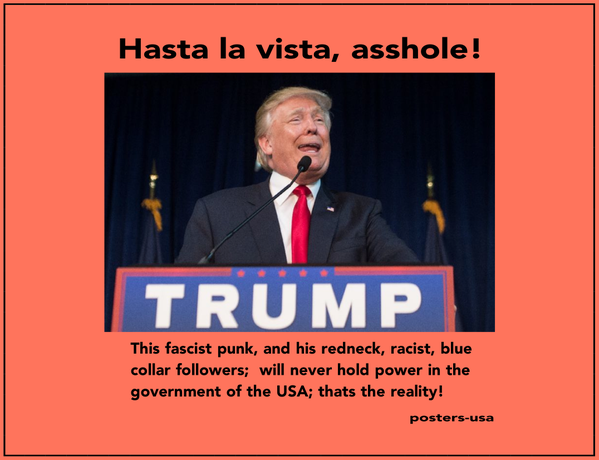 Hasta la vista, asshole!
TRUMP
This fascist punk, and his redneck, racist, blue
collar followers;  will never hold power in the
government of the USA; thats the reality!
posters-usa